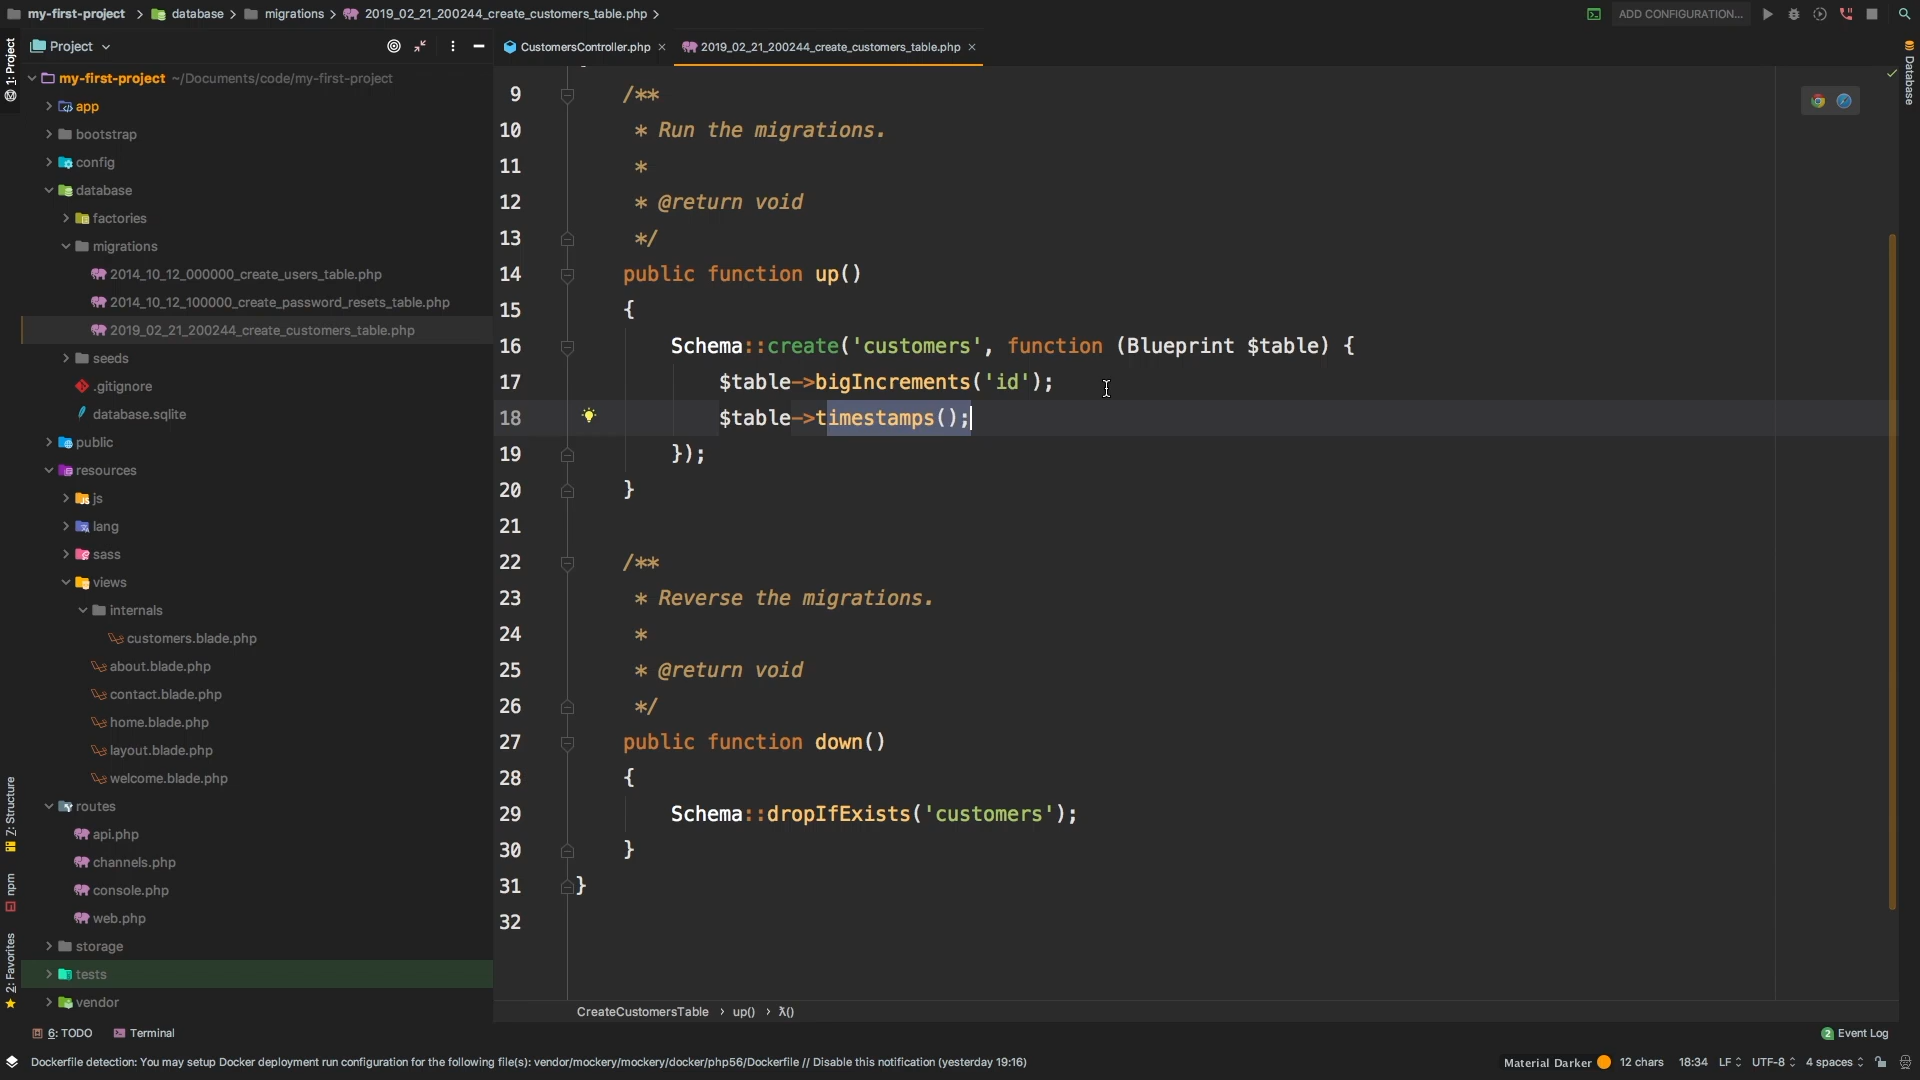 my-first-project
database
migrations
2019_02_21_200244_create_customers_table.php
ADD CONFIGURATION...
Project
CustomersController.php
2019_02_21_200244_create_customers_table.php
1: Project
Database
my-first-project ~/Documents/code/my-first-project
app
bootstrap
config
database
factories
migrations
2014_10_12_000000_create_users_table.php
2014_10_12_100000_create_password_resets_table.php
2019_02_21_200244_create_customers_table.php
seeds
.gitignore
database.sqlite
public
resources
js
lang
sass
views
internals
customers.blade.php
about.blade.php
contact.blade.php
home.blade.php
layout.blade.php
welcome.blade.php
routes
api.php
channels.php
console.php
web.php
storage
tests
vendor
Z: Structure
npm
2: Favorites
9 /**
10 * Run the migrations.
11 *
12 * @return void
13 */
14 public function up()
15 {
16 Schema::create('customers', function (Blueprint $table) {
17 $table->bigIncrements('id');
18 $table->timestamps();
19 });
20 }
21
22 /**
23 * Reverse the migrations.
24 *
25 * @return void
26 */
27 public function down()
28 {
29 Schema::dropIfExists('customers');
30 }
31 }
32
CreateCustomersTable › up() › λ()
6: TODO
Terminal
2 Event Log
Dockerfile detection: You may setup Docker deployment run configuration for the following file(s): vendor/mockery/mockery/docker/php56/Dockerfile // Disable this notification (yesterday 19:16)
Material Darker 12 chars 18:34 LF UTF-8 4 spaces